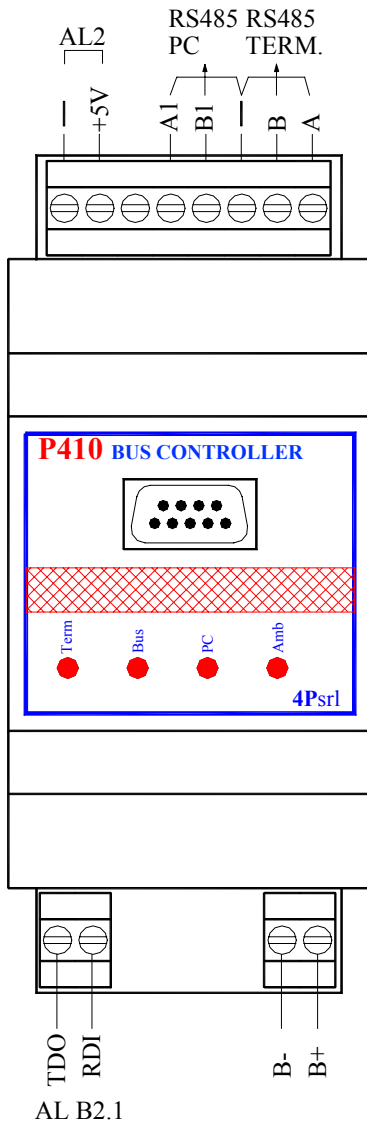 RS485 RS485
AL2 PC TERM.
— +5V A1 B1 — B A
P410 BUS CONTROLLER
Term Bus PC Amb
4Psrl
TDO RDI B- B+
AL B2.1